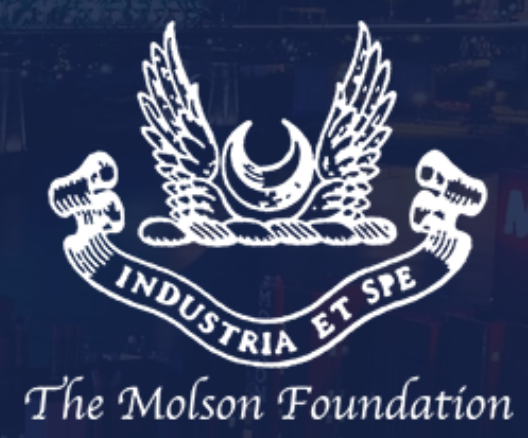 INDUSTRIA ET SPE
The Molson Foundation